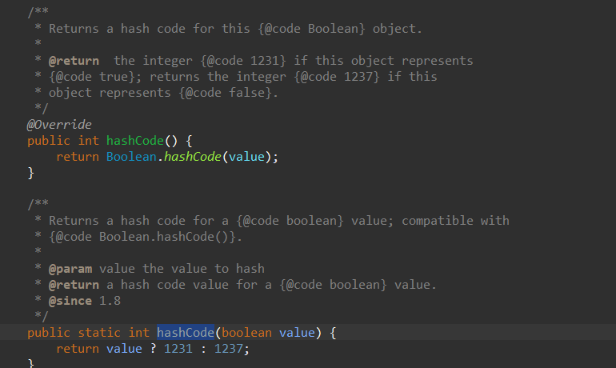 /**
* Returns a hash code for this {@code Boolean} object.
*
* @return  the integer {@code 1231} if this object represents
* {@code true}; returns the integer {@code 1237} if this
* object represents {@code false}.
*/
@Override
public int hashCode() {
return Boolean.hashCode(value);
}
/**
* Returns a hash code for a {@code boolean} value; compatible with
* {@code Boolean.hashCode()}.
*
* @param value the value to hash
* @return a hash code value for a {@code boolean} value.
* @since 1.8
*/
public static int hashCode(boolean value) {
return value ? 1231 : 1237;
}